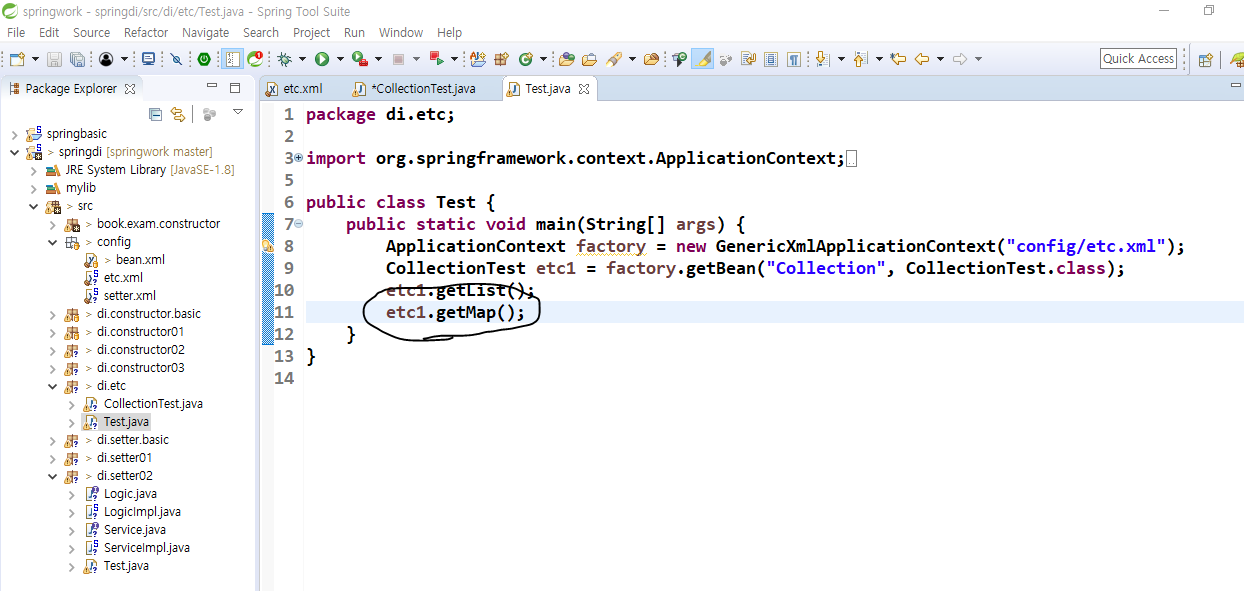 springwork - springdi/src/di/etc/Test.java - Spring Tool Suite
File Edit Source Refactor Navigate Search Project Run Window Help
Quick Access
Package Explorer
etc.xml *CollectionTest.java Test.java
springbasic
> springdi [springwork master]
JRE System Library [JavaSE-1.8]
mylib
> src
> book.exam.constructor
> config
> bean.xml
etc.xml
setter.xml
> di.constructor.basic
> di.constructor01
> di.constructor02
> di.constructor03
> di.etc
CollectionTest.java
Test.java
> di.setter.basic
> di.setter01
> di.setter02
Logic.java
LogicImpl.java
Service.java
ServiceImpl.java
Test.java
1 package di.etc;
2
3 import org.springframework.context.ApplicationContext;
5
6 public class Test {
7 public static void main(String[] args) {
8 ApplicationContext factory = new GenericXmlApplicationContext("config/etc.xml");
9 CollectionTest etc1 = factory.getBean("Collection", CollectionTest.class);
10 etc1.getList();
11 etc1.getMap();
12 }
13 }
14